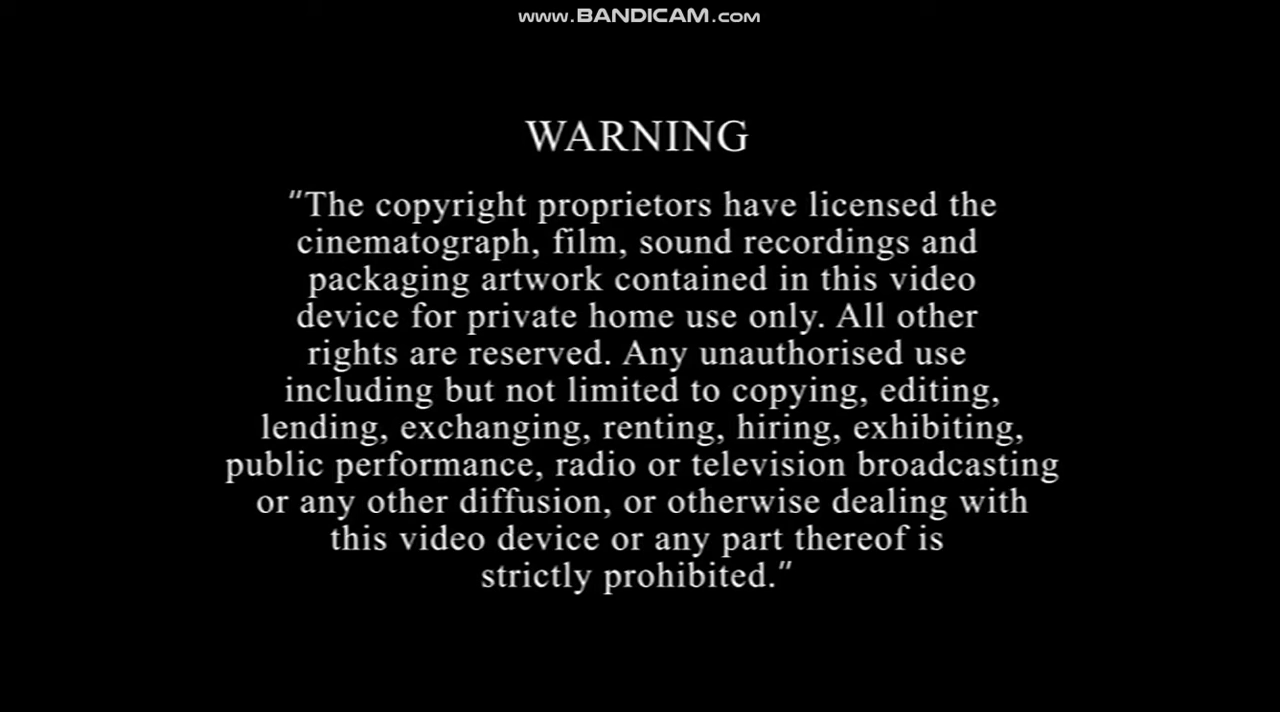 www.BANDICAM.com
WARNING
"The copyright proprietors have licensed the
cinematograph, film, sound recordings and
packaging artwork contained in this video
device for private home use only. All other
rights are reserved. Any unauthorised use
including but not limited to copying, editing,
lending, exchanging, renting, hiring, exhibiting,
public performance, radio or television broadcasting
or any other diffusion, or otherwise dealing with
this video device or any part thereof is
strictly prohibited."